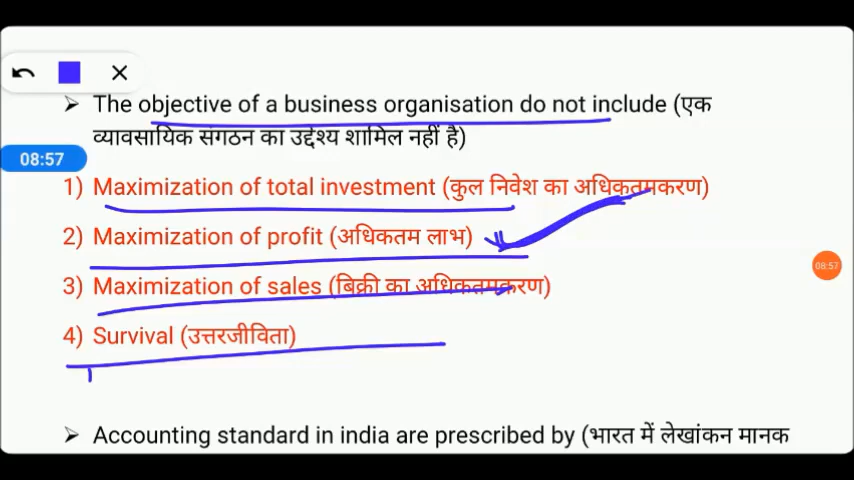 ➤ The objective of a business organisation do not include (एक
व्यावसायिक संगठन का उद्देश्य शामिल नहीं है)
08:57
1) Maximization of total investment (कुल निवेश का अधिकतमकरण)
2) Maximization of profit (अधिकतम लाभ)
08:57
3) Maximization of sales (बिक्री का अधिकतमकरण)
4) Survival (उत्तरजीविता)
➤ Accounting standard in india are prescribed by (भारत में लेखांकन मानक